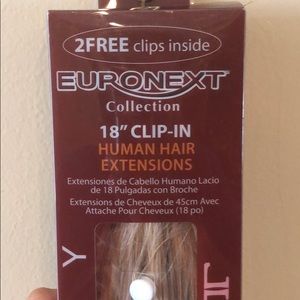 2FREE clips inside
EURONEXT
Collection
18" CLIP-IN
HUMAN HAIR
EXTENSIONS
Extensiones de Cabello Humano Lacio
de 18 Pulgadas con Broche
Extensions de Cheveux de 45cm Avec
Attache Pour Cheveux (18 po)
Y